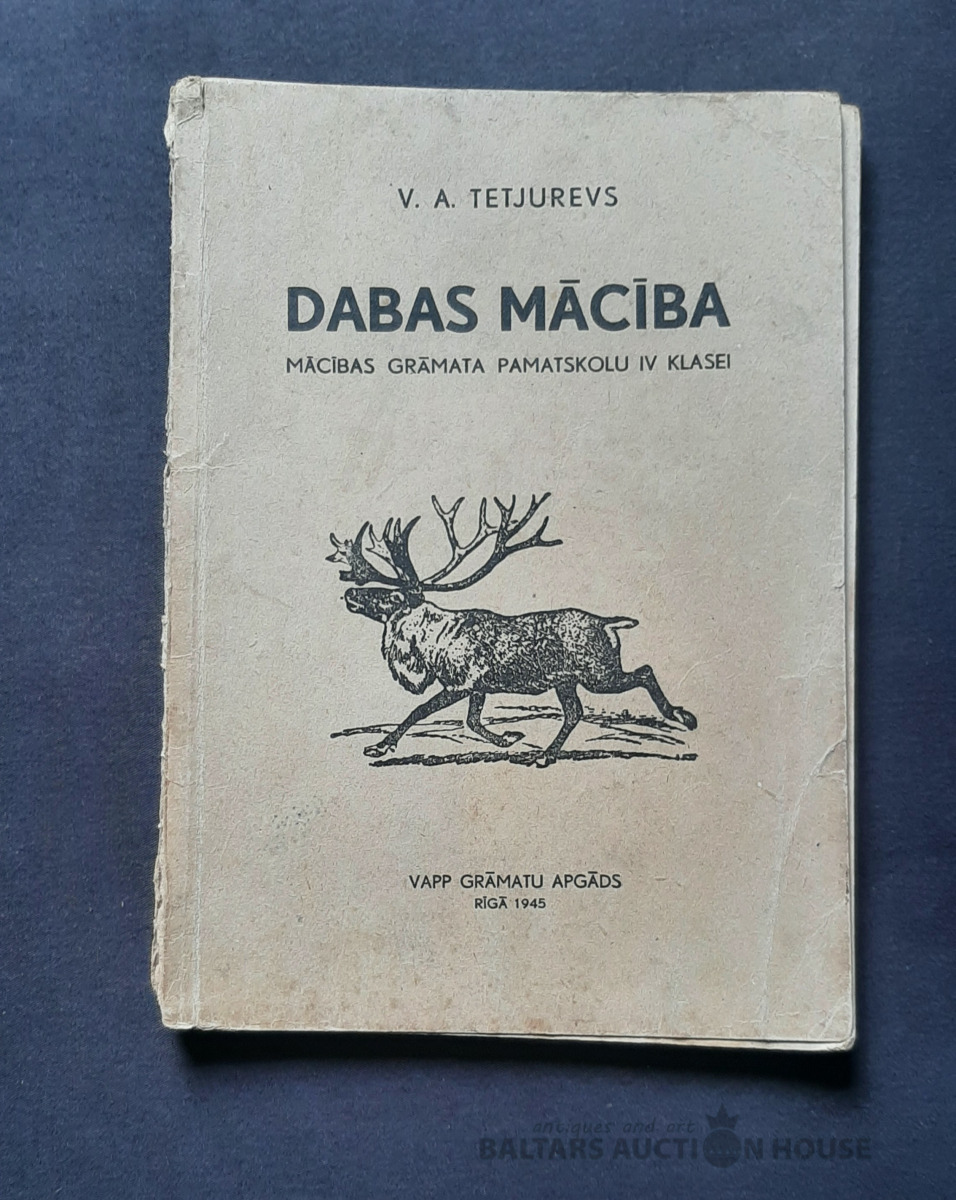 V. A. TETJUREVS
DABAS MĀCĪBA
MĀCĪBAS GRĀMATA PAMATSKOLU IV KLASEI
VAPP GRĀMATU APGĀDS
RĪGĀ 1945
antiques and art
BALTARS AUCTION HOUSE